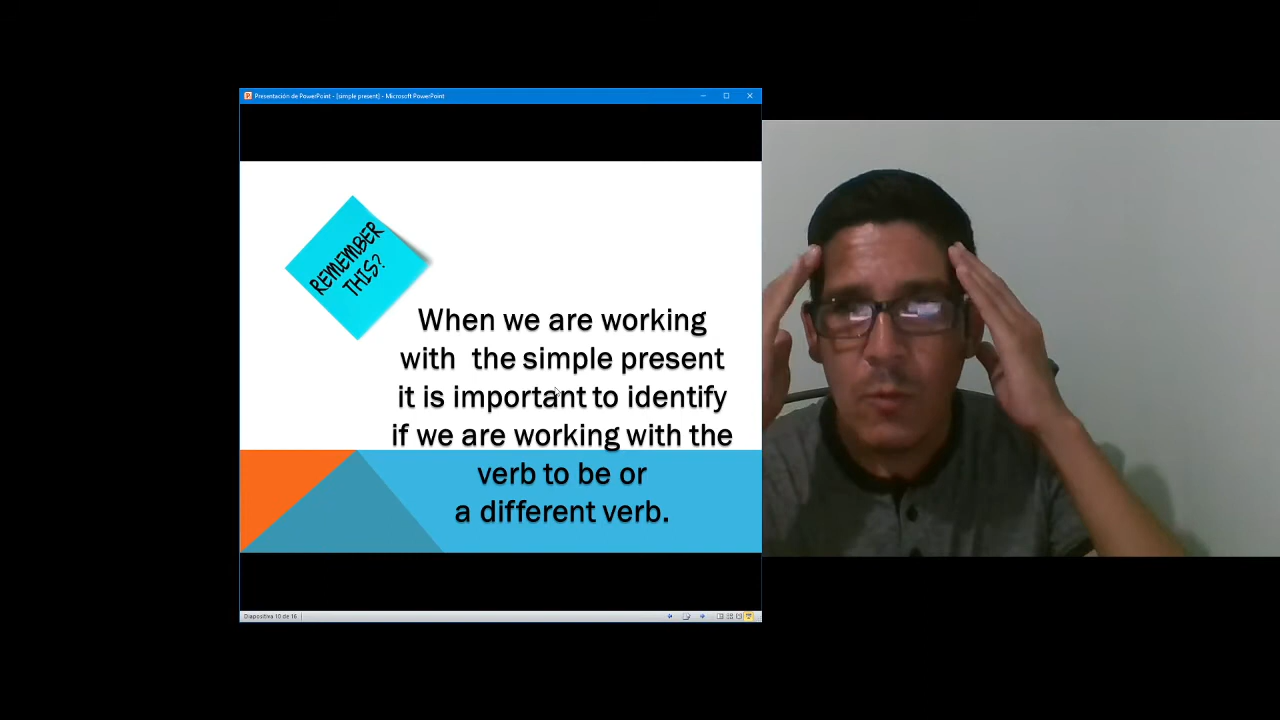 Presentación de PowerPoint - [simple present] - Microsoft PowerPoint
REMEMBER
THIS?
When we are working
with the simple present
it is important to identify
if we are working with the
verb to be or
a different verb.
Diapositiva 10 de 16